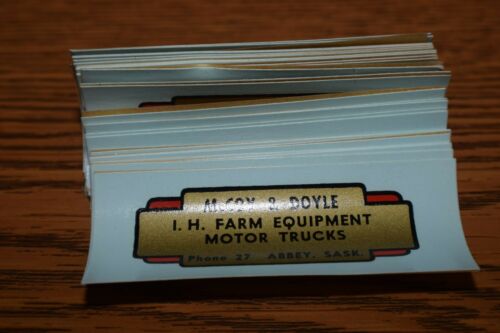 McCOY & DOYLE
I. H. FARM EQUIPMENT
MOTOR TRUCKS
Phone 27 ABBEY, SASK.